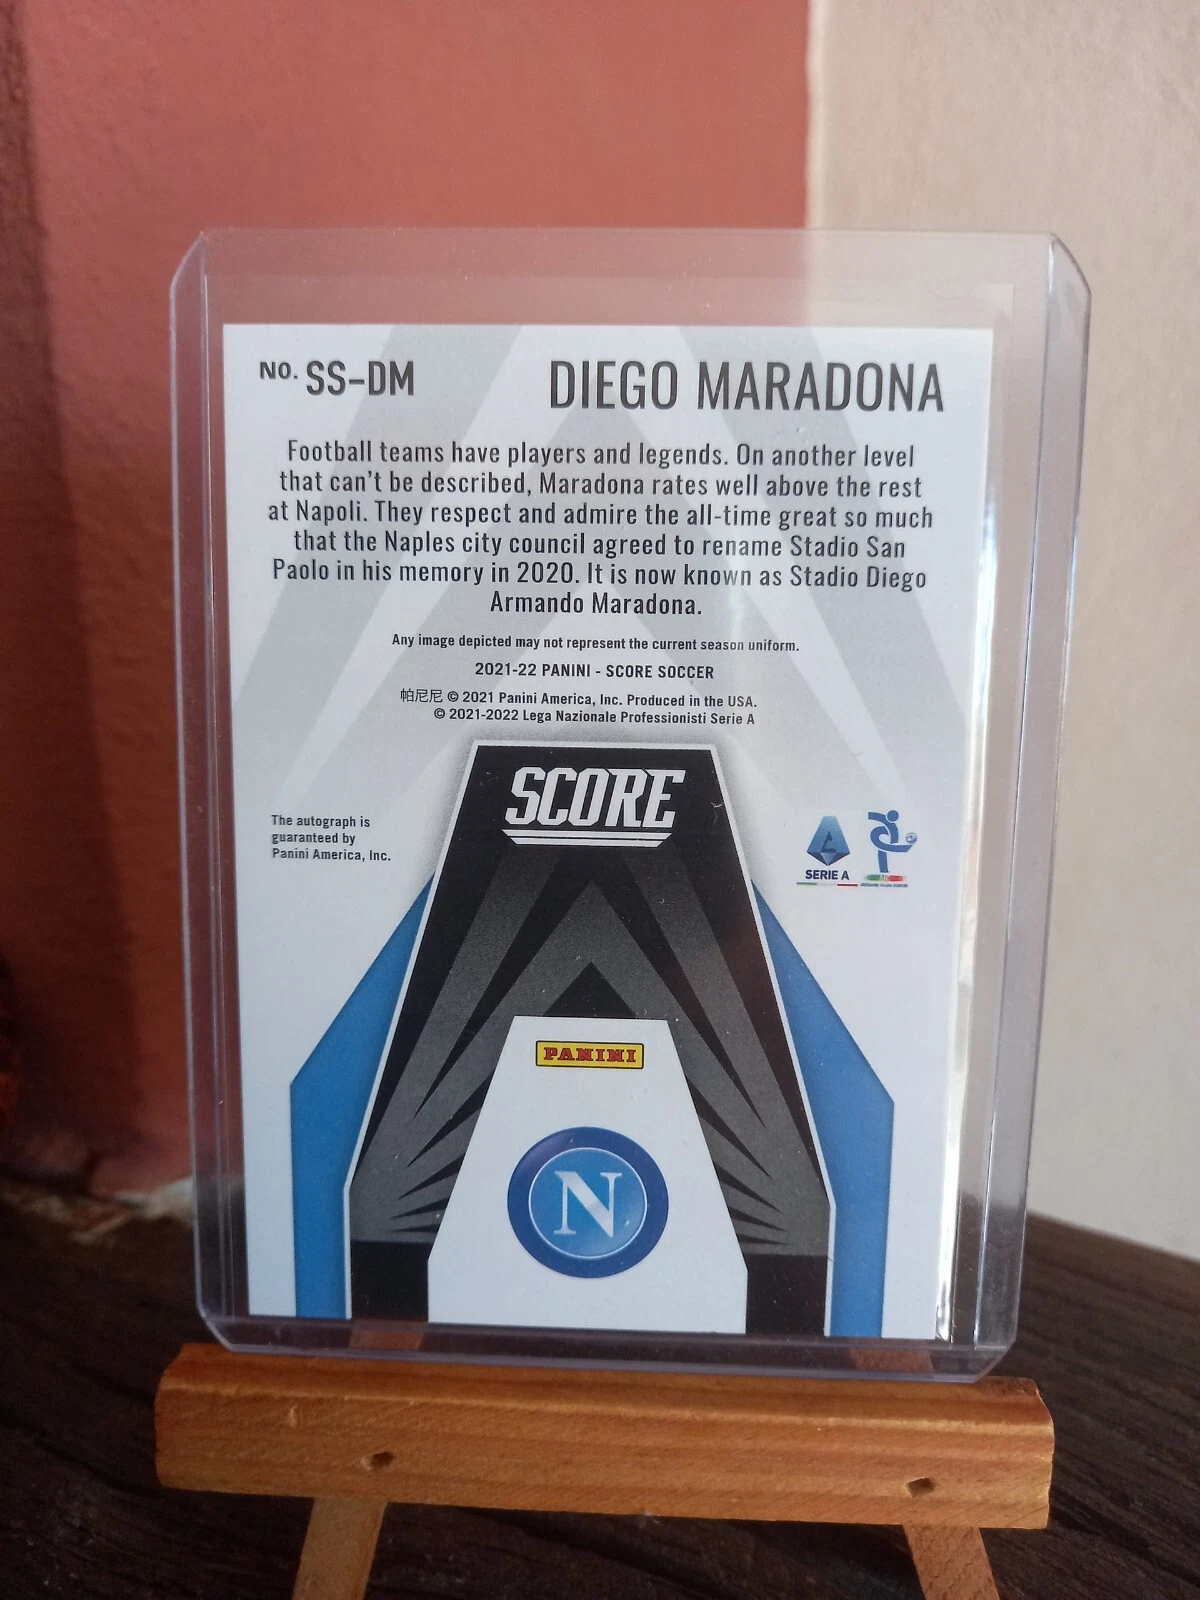 No. SS-DM
DIEGO MARADONA
Football teams have players and legends. On another level
that can't be described, Maradona rates well above the rest
at Napoli. They respect and admire the all-time great so much
that the Naples city council agreed to rename Stadio San
Paolo in his memory in 2020. It is now known as Stadio Diego
Armando Maradona.
Any image depicted may not represent the current season uniform.
2021-22 PANINI - SCORE SOCCER
帕尼尼 © 2021 Panini America, Inc. Produced in the USA.
© 2021-2022 Lega Nazionale Professionisti Serie A
SCORE
The autograph is
guaranteed by
Panini America, Inc.
SERIE A
PANINI
N